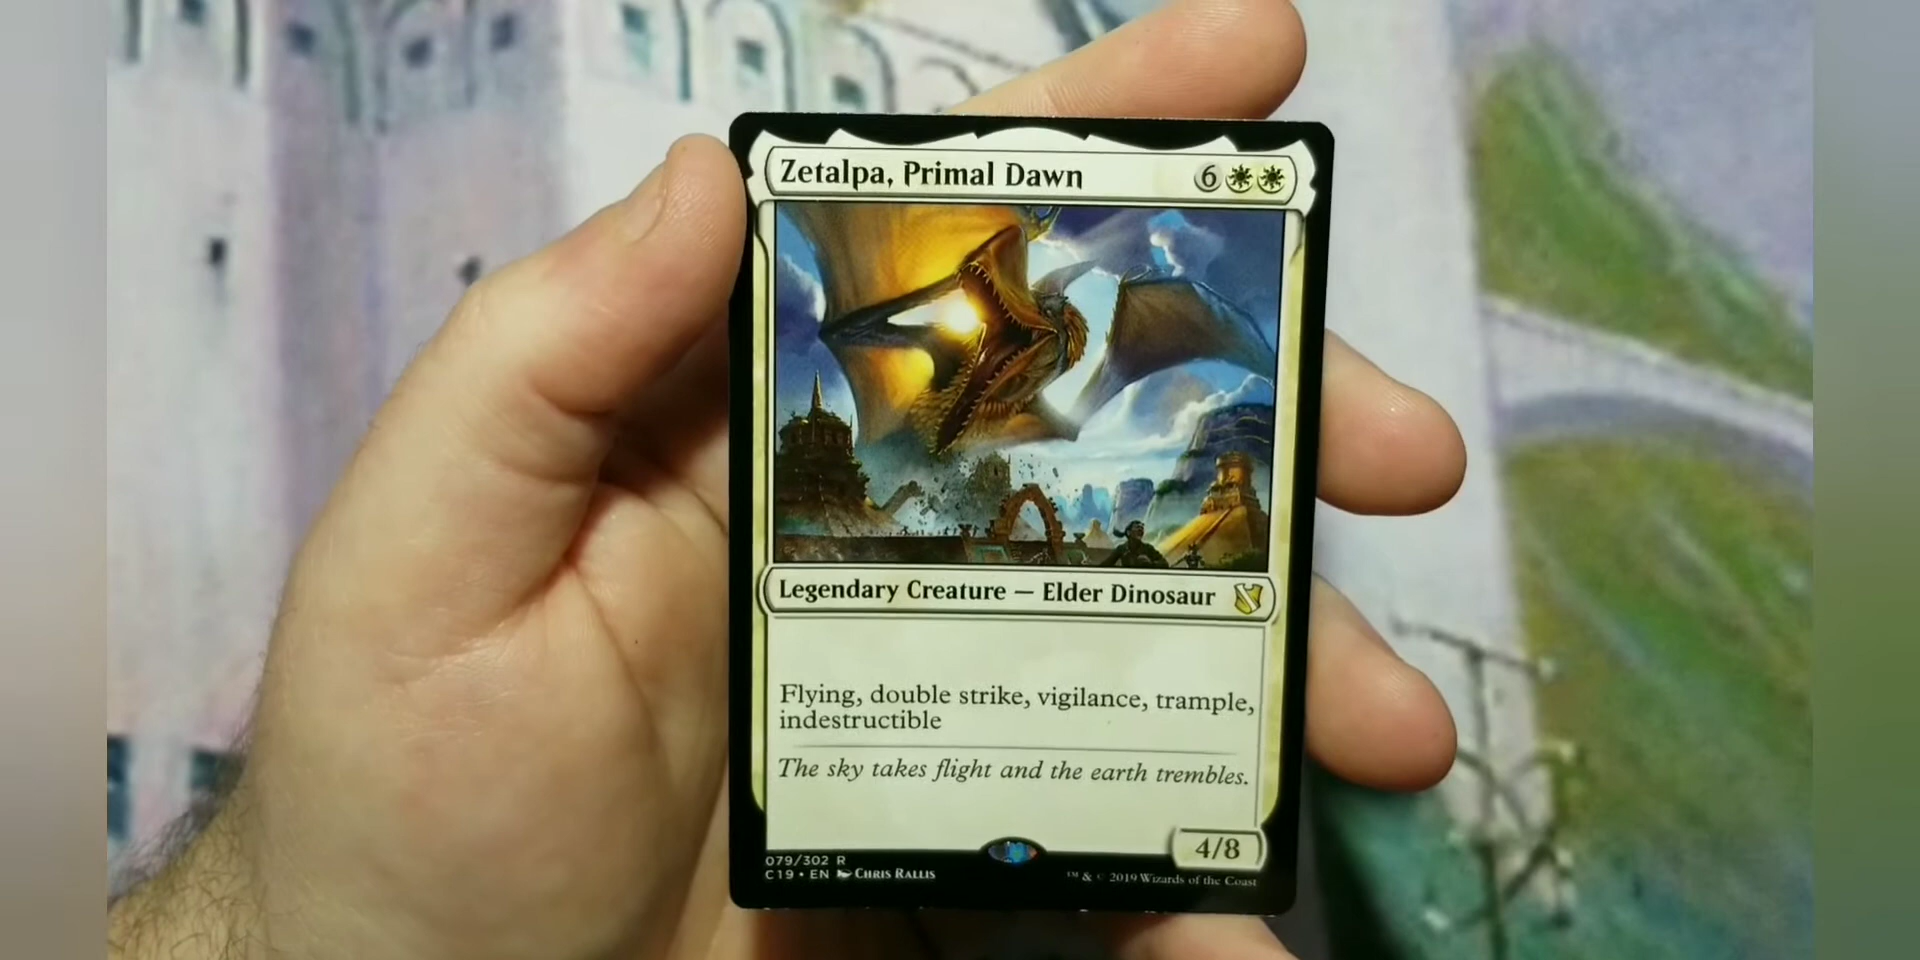 Zetalpa, Primal Dawn 6
Legendary Creature — Elder Dinosaur
Flying, double strike, vigilance, trample,
indestructible
The sky takes flight and the earth trembles.
4/8
079/302 R
C19 • EN Chris Rallis
™ & © 2019 Wizards of the Coast